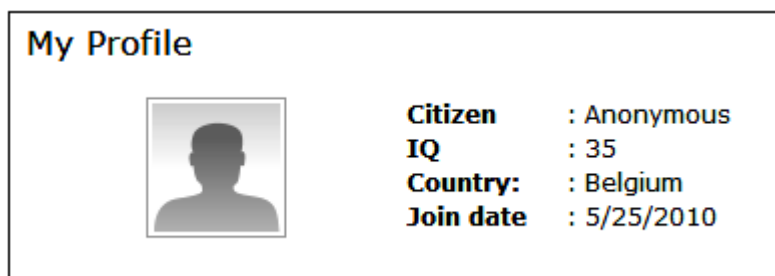 My Profile
Citizen : Anonymous
IQ : 35
Country: : Belgium
Join date : 5/25/2010